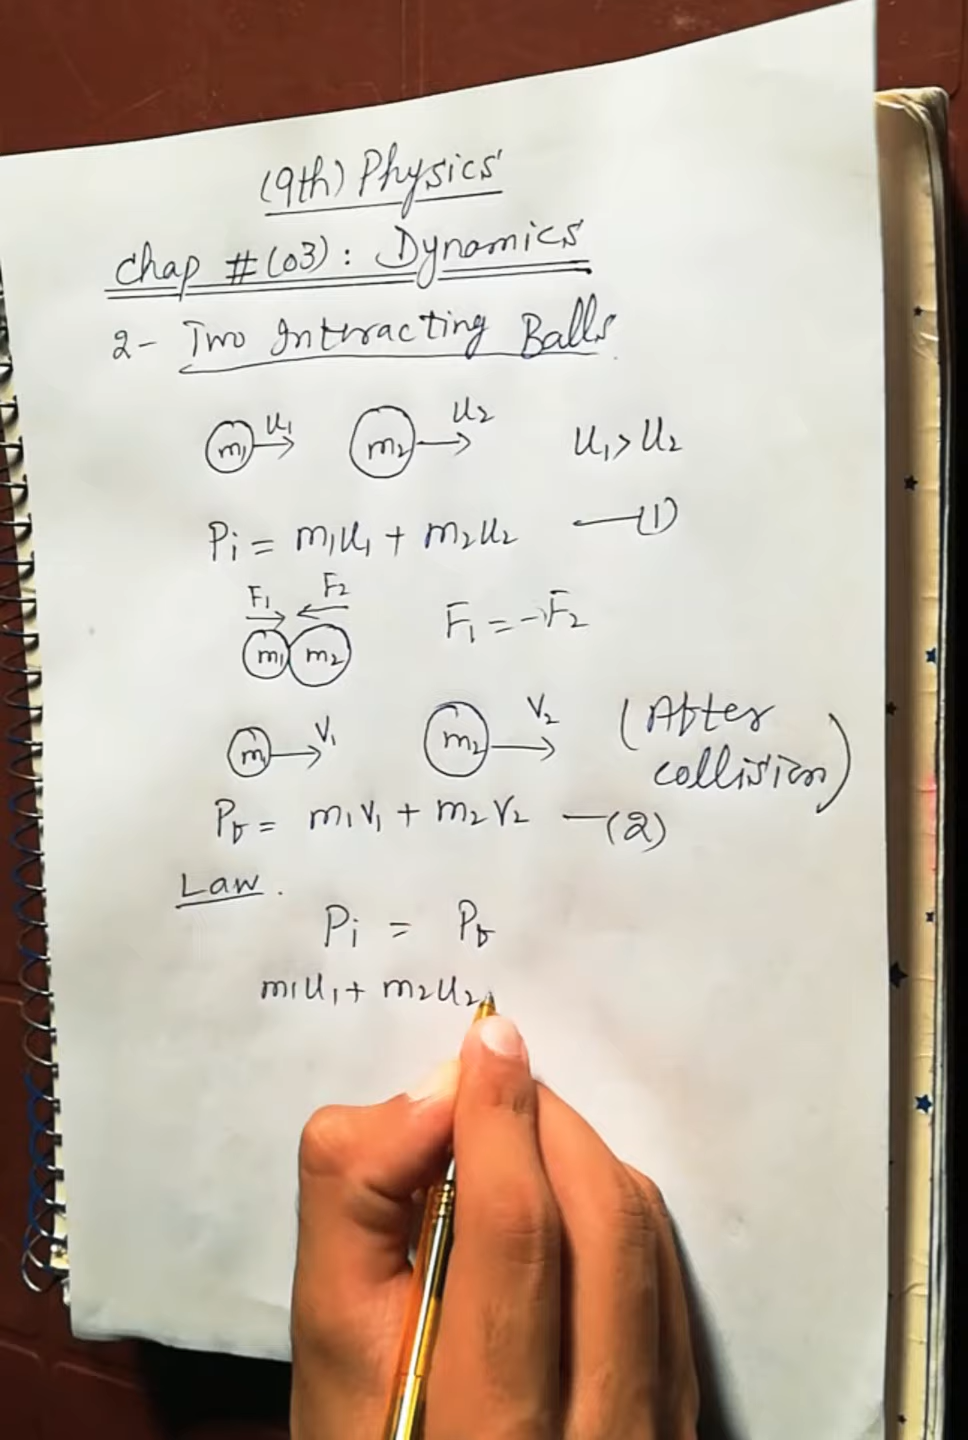 (9th) Physics
Chap #(03): Dynamics
2- Two Interacting Balls
m1 U1 m2 U2 U1 > U2
Pi = m1U1 + m2U2 —(1)
F1 F2
m1 m2 F1 = -F2
m1 V1 m2 V2 (After collision)
Pf = m1V1 + m2V2 —(2)
Law.
Pi = Pf
m1U1 + m2U2